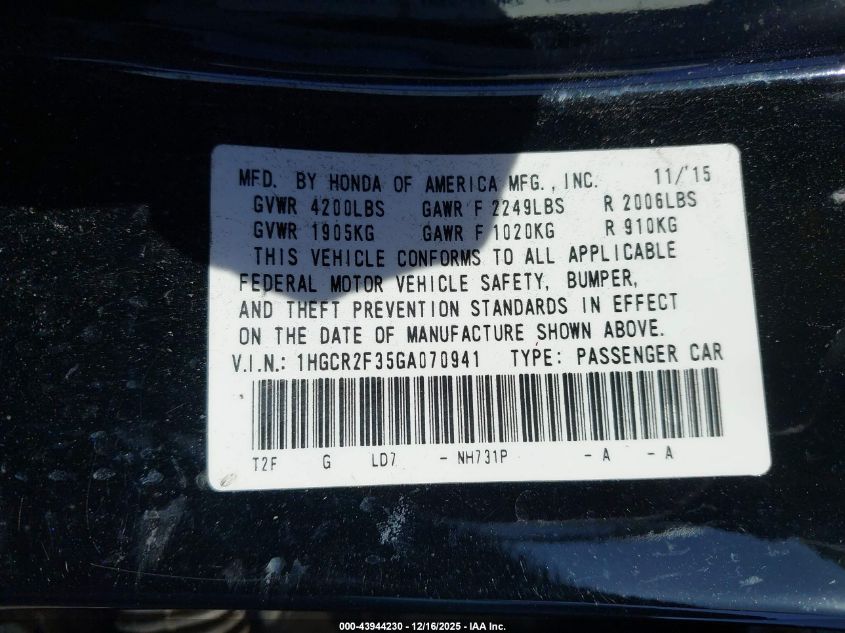 MFD. BY HONDA OF AMERICA MFG., INC. 11/'15
GVWR 4200LBS GAWR F 2249LBS R 2006LBS
GVWR 1905KG GAWR F 1020KG R 910KG
THIS VEHICLE CONFORMS TO ALL APPLICABLE
FEDERAL MOTOR VEHICLE SAFETY, BUMPER,
AND THEFT PREVENTION STANDARDS IN EFFECT
ON THE DATE OF MANUFACTURE SHOWN ABOVE.
V.I.N.: 1HGCR2F35GA070941 TYPE: PASSENGER CAR
T2F G LD7 - NH731P - A - A
000-43944230 - 12/16/2025 - IAA Inc.